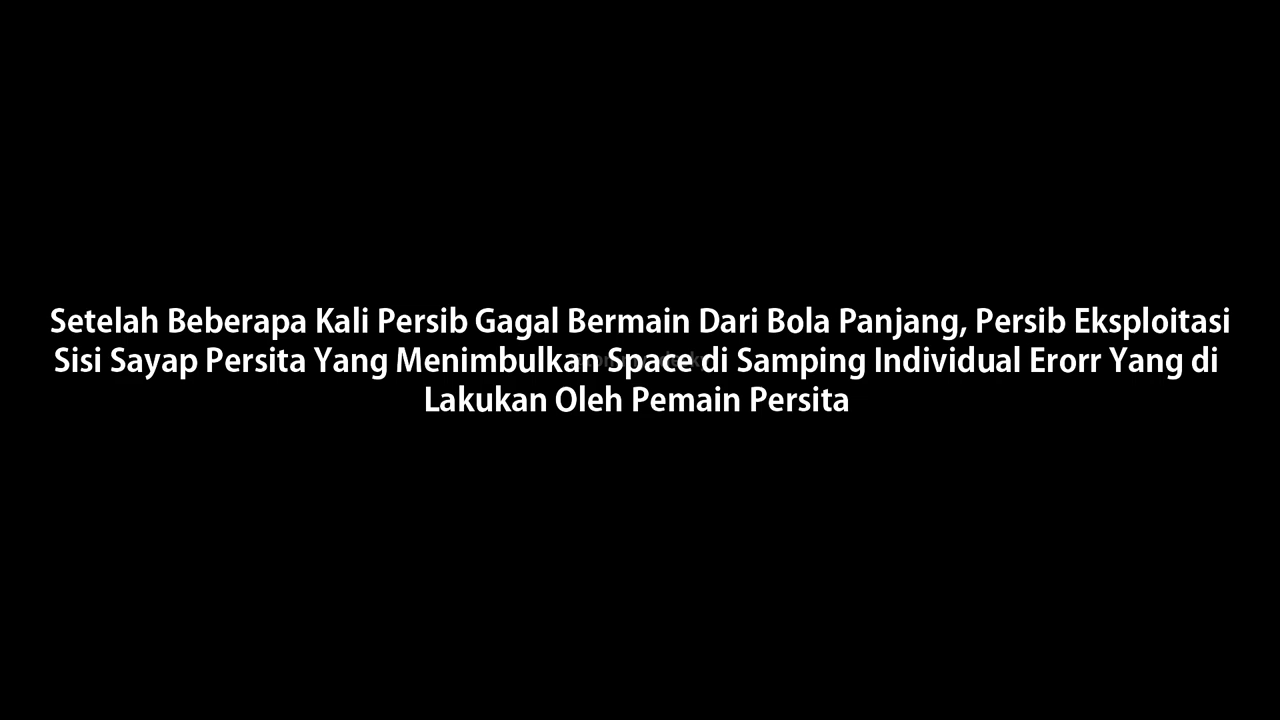 Setelah Beberapa Kali Persib Gagal Bermain Dari Bola Panjang, Persib Eksploitasi
Sisi Sayap Persita Yang Menimbulkan Space di Samping Individual Erorr Yang di
Lakukan Oleh Pemain Persita